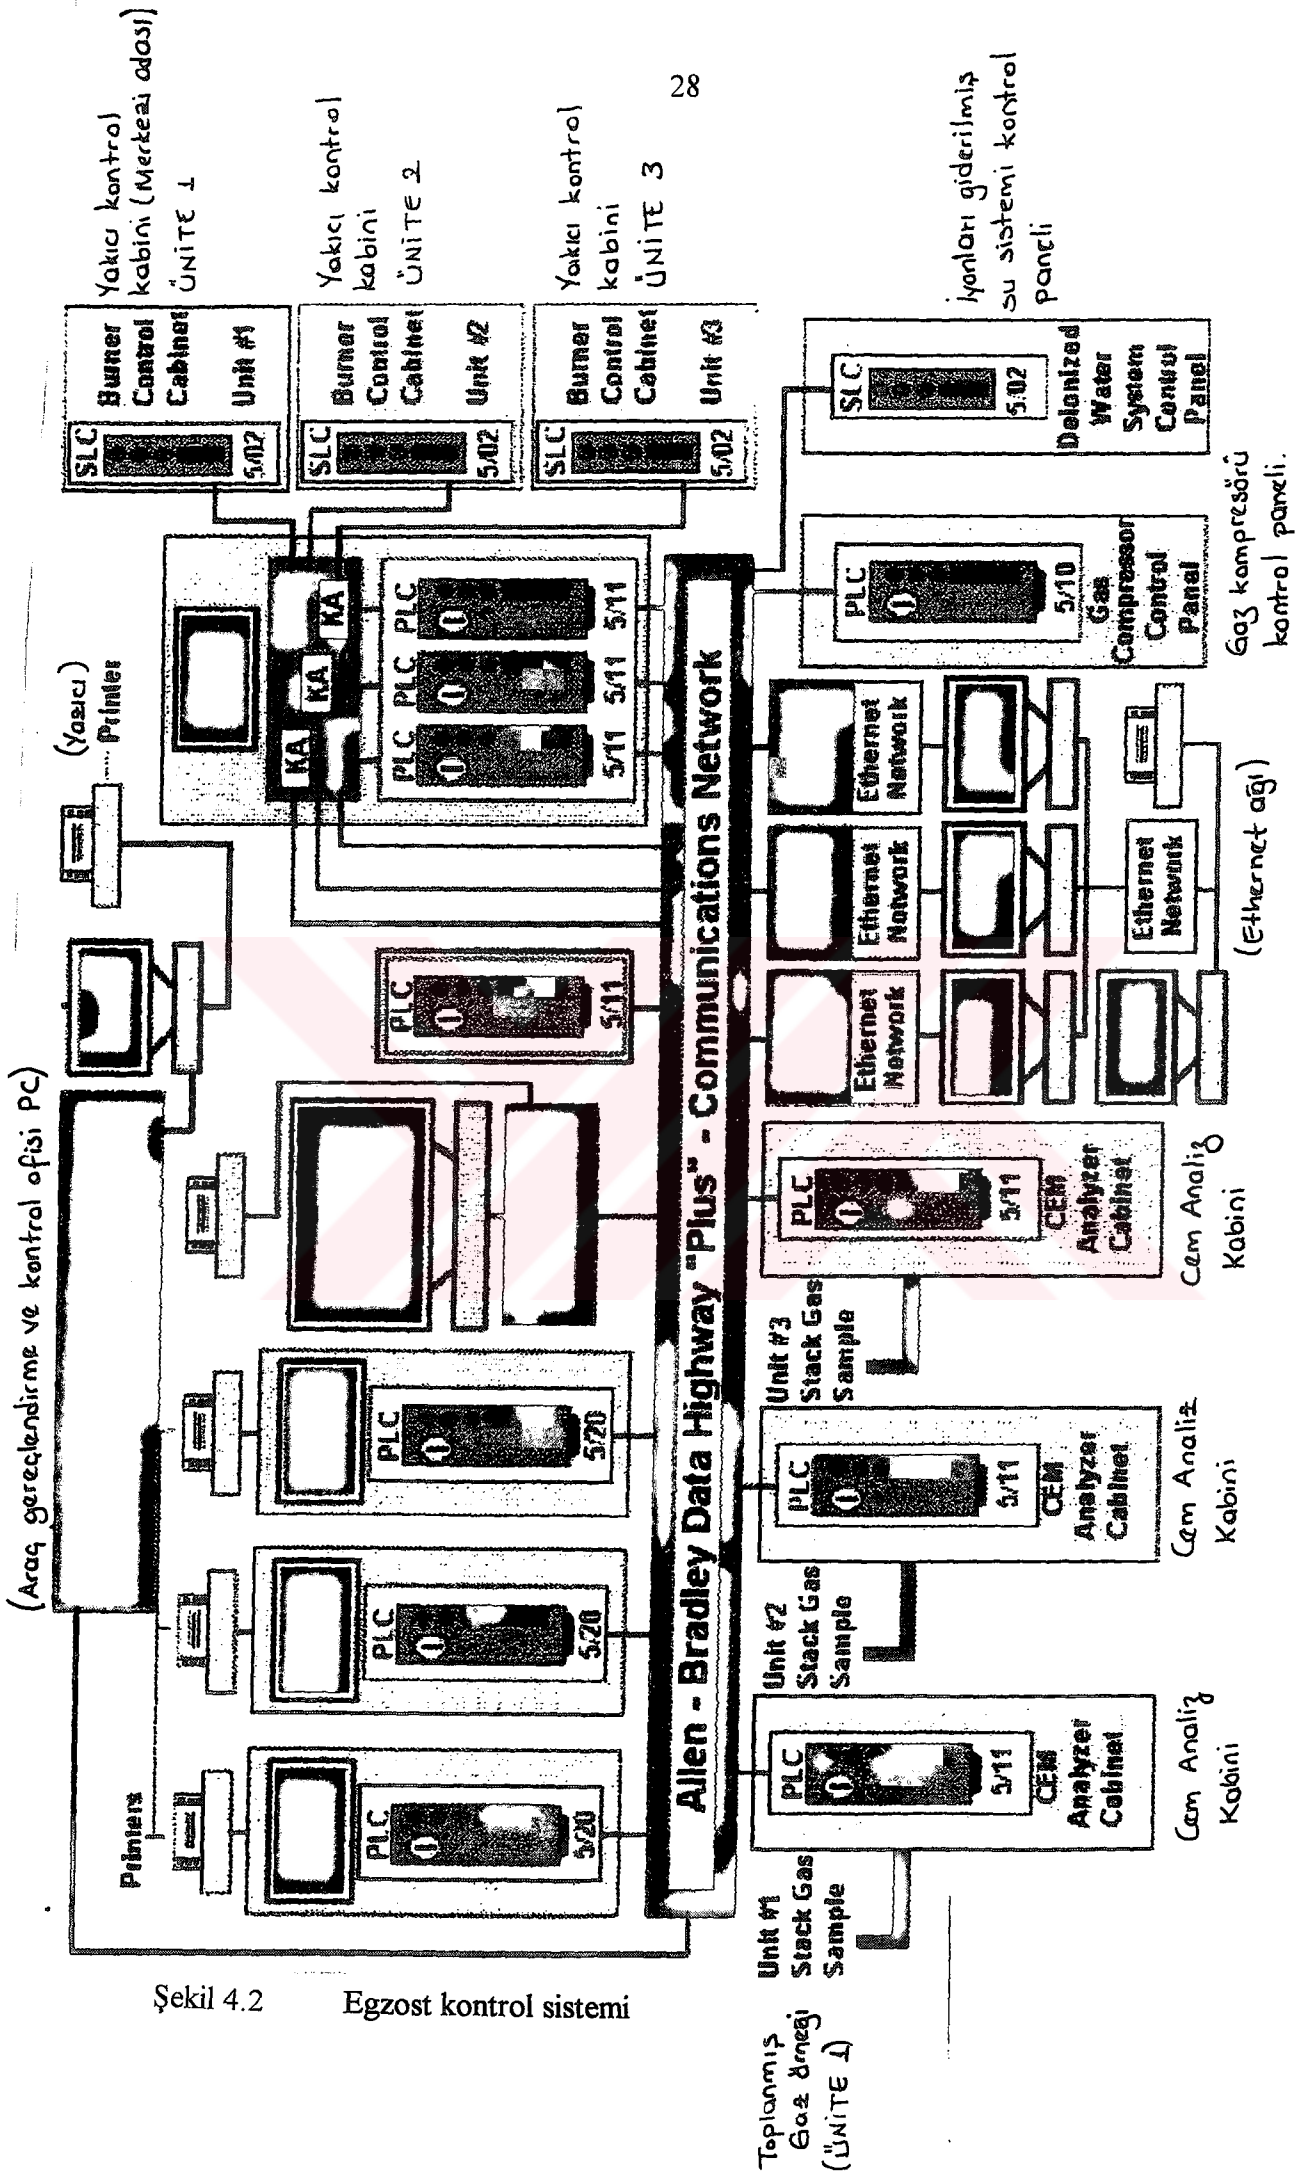 28
(Araç gereçlendirme ve kontrol ofisi PC)
(Yazıcı)
Printer
Printers
SLC
5/02
Burner
Control
Cabinet
Unit #1
Yakıcı kontrol
kabini (Merkezi adası)
ÜNİTE 1
SLC
5/02
Burner
Control
Cabinet
Unit #2
Yakıcı kontrol
kabini
ÜNİTE 2
SLC
5/02
Burner
Control
Cabinet
Unit #3
Yakıcı kontrol
kabini
ÜNİTE 3
KA
KA
KA
PLC
5/20
PLC
5/20
PLC
5/20
PLC
5/11
PLC
5/11
PLC
5/11
PLC
5/11
Allen - Bradley Data Highway "Plus" - Communications Network
Unit #1
Stack Gas
Sample
Toplanmış
Gaz örneği
(ÜNİTE 1)
PLC
5/11
CEM
Analyzer
Cabinet
Cem Analiz
Kabini
Unit #2
Stack Gas
Sample
PLC
5/11
CEM
Analyzer
Cabinet
Cem Analiz
Kabini
Unit #3
Stack Gas
Sample
PLC
5/11
CEM
Analyzer
Cabinet
Cem Analiz
Kabini
Ethernet
Network
Ethernet
Network
Ethernet
Network
Ethernet
Network
(Ethernet ağı)
PLC
5/10
Gas
Compressor
Control
Panel
Gaz kompresörü
kontrol paneli.
SLC
5/02
Deionized
Water
System
Control
Panel
İyonları giderilmiş
su sistemi kontrol
paneli
Şekil 4.2 Egzost kontrol sistemi